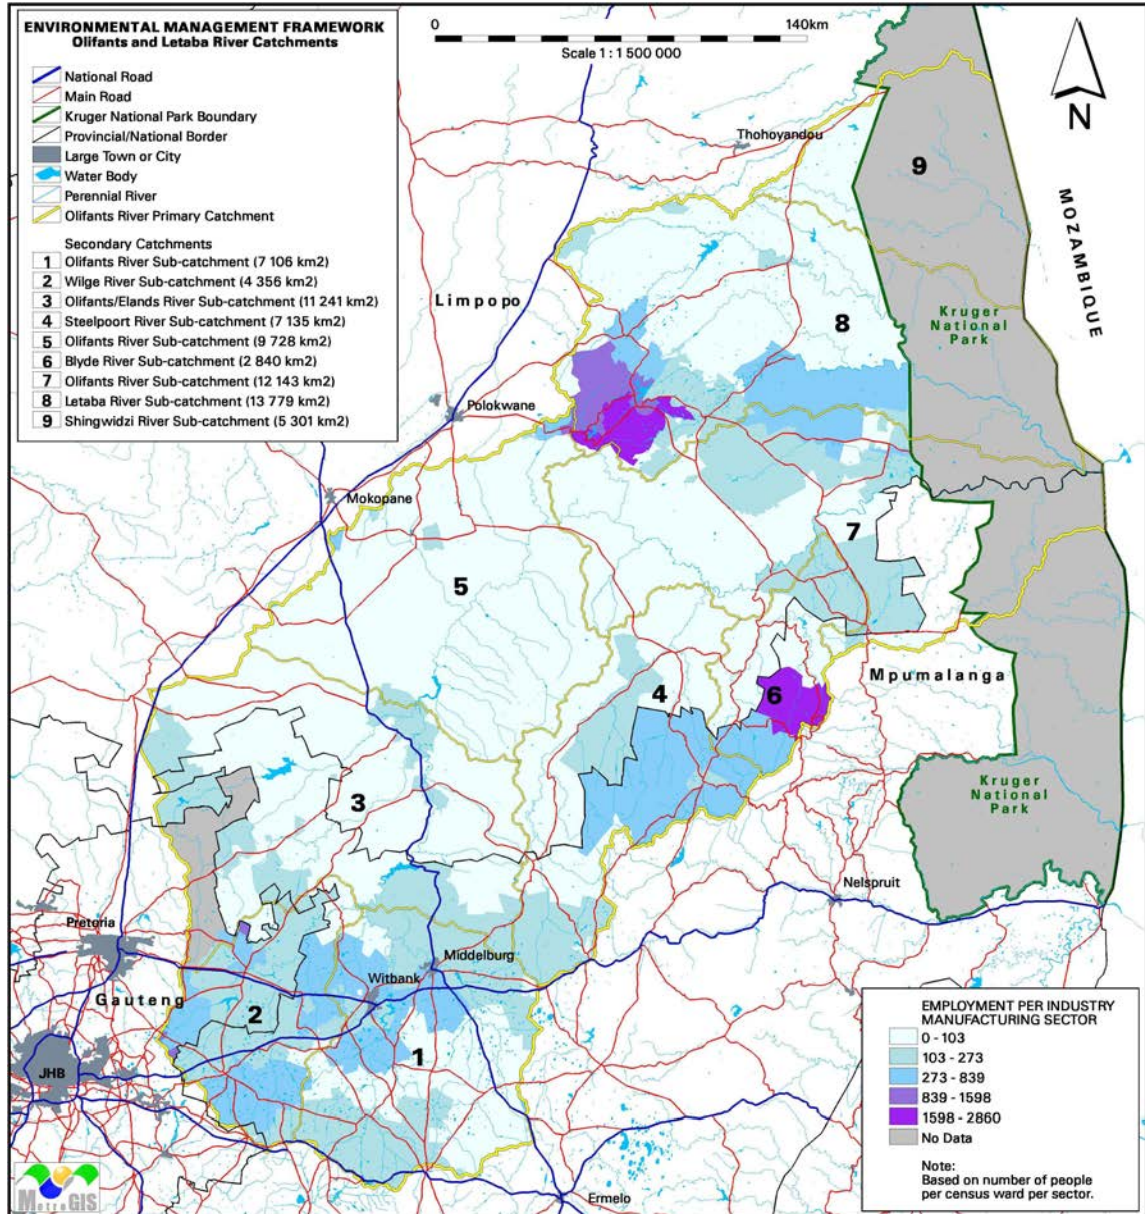 ENVIRONMENTAL MANAGEMENT FRAMEWORK
Olifants and Letaba River Catchments
National Road
Main Road
Kruger National Park Boundary
Provincial/National Border
Large Town or City
Water Body
Perennial River
Olifants River Primary Catchment
Secondary Catchments
1 Olifants River Sub-catchment (7 106 km2)
2 Wilge River Sub-catchment (4 356 km2)
3 Olifants/Elands River Sub-catchment (11 241 km2)
4 Steelpoort River Sub-catchment (7 135 km2)
5 Olifants River Sub-catchment (9 728 km2)
6 Blyde River Sub-catchment (2 840 km2)
7 Olifants River Sub-catchment (12 143 km2)
8 Letaba River Sub-catchment (13 779 km2)
9 Shingwidzi River Sub-catchment (5 301 km2)
0 140km
Scale 1 : 1 500 000
N
Thohoyandou
9
MOZAMBIQUE
Limpopo
8
Kruger
National
Park
Polokwane
Mokopane
7
5
4
6
Mpumalanga
3
Kruger
National
Park
Nelspruit
Pretoria
Middelburg
Witbank
Gauteng
2
1
JHB
Ermelo
EMPLOYMENT PER INDUSTRY
MANUFACTURING SECTOR
0 - 103
103 - 273
273 - 839
839 - 1598
1598 - 2860
No Data
Note:
Based on number of people
per census ward per sector.
MetroGIS